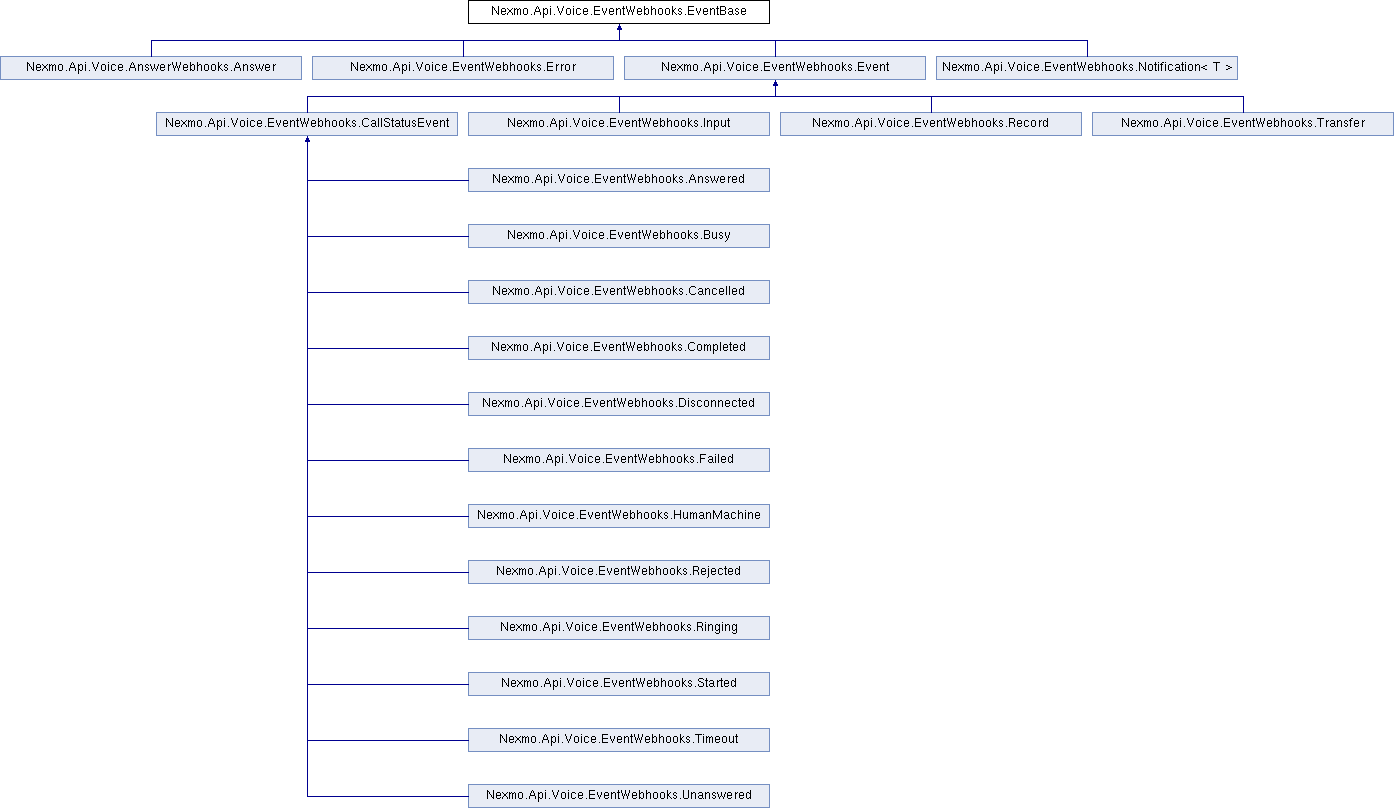 Nexmo.Api.Voice.EventWebhooks.EventBase
Nexmo.Api.Voice.AnswerWebhooks.Answer
Nexmo.Api.Voice.EventWebhooks.Error
Nexmo.Api.Voice.EventWebhooks.Event
Nexmo.Api.Voice.EventWebhooks.Notification< T >
Nexmo.Api.Voice.EventWebhooks.CallStatusEvent
Nexmo.Api.Voice.EventWebhooks.Input
Nexmo.Api.Voice.EventWebhooks.Record
Nexmo.Api.Voice.EventWebhooks.Transfer
Nexmo.Api.Voice.EventWebhooks.Answered
Nexmo.Api.Voice.EventWebhooks.Busy
Nexmo.Api.Voice.EventWebhooks.Cancelled
Nexmo.Api.Voice.EventWebhooks.Completed
Nexmo.Api.Voice.EventWebhooks.Disconnected
Nexmo.Api.Voice.EventWebhooks.Failed
Nexmo.Api.Voice.EventWebhooks.HumanMachine
Nexmo.Api.Voice.EventWebhooks.Rejected
Nexmo.Api.Voice.EventWebhooks.Ringing
Nexmo.Api.Voice.EventWebhooks.Started
Nexmo.Api.Voice.EventWebhooks.Timeout
Nexmo.Api.Voice.EventWebhooks.Unanswered